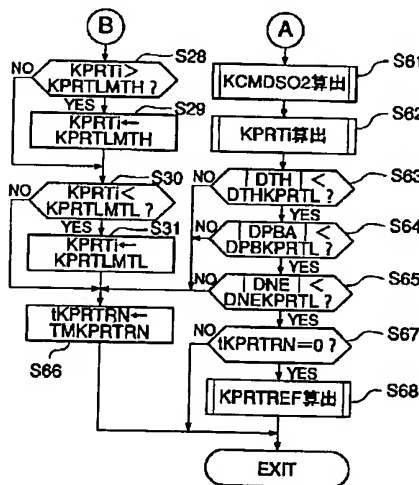 B
S28
KPRTi>
KPRTLMTH ?
NO
YES
S29
KPRTi←
KPRTLMTH
S30
KPRTi<
KPRTLMTL ?
NO
YES
S31
KPRTi←
KPRTLMTL
tKPRTRN←
TMKPRTRN
S66
A
S61
KCMDSO2算出
S62
KPRTi算出
S63
| DTH | <
DTHKPRTL ?
NO
YES
S64
| DPBA | <
DPBKPRTL ?
NO
YES
S65
| DNE | <
DNEKPRTL ?
NO
YES
S67
tKPRTRN=0 ?
NO
YES
S68
KPRTREF算出
EXIT